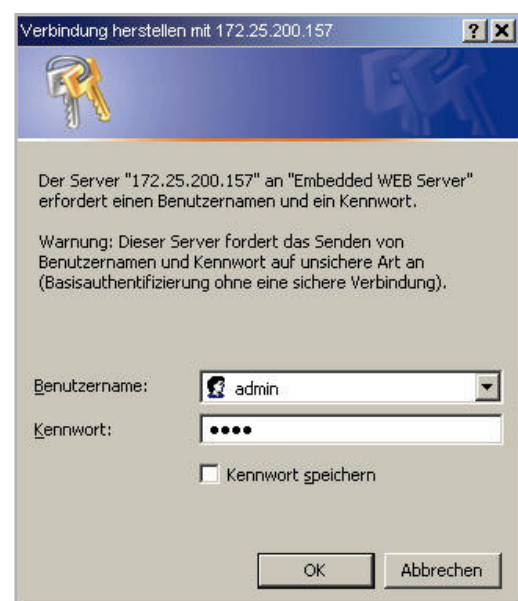 Verbindung herstellen mit 172.25.200.157
Der Server "172.25.200.157" an "Embedded WEB Server"
erfordert einen Benutzernamen und ein Kennwort.
Warnung: Dieser Server fordert das Senden von
Benutzernamen und Kennwort auf unsichere Art an
(Basisauthentifizierung ohne eine sichere Verbindung).
Benutzername: admin
Kennwort: ●●●●
Kennwort speichern
OK Abbrechen